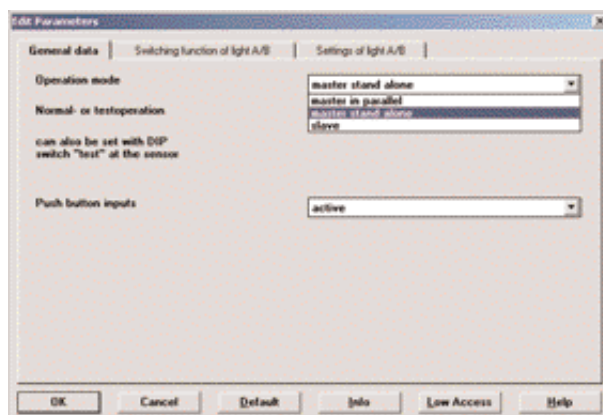 Edit Parameters
General data
Switching function of light A/B
Settings of light A/B
Operation mode
master stand alone
master in parallel
master stand alone
slave
Normal- or testoperation
can also be set with DIP
switch "test" at the sensor
Push button inputs
active
OK
Cancel
Default
Info
Low Access
Help